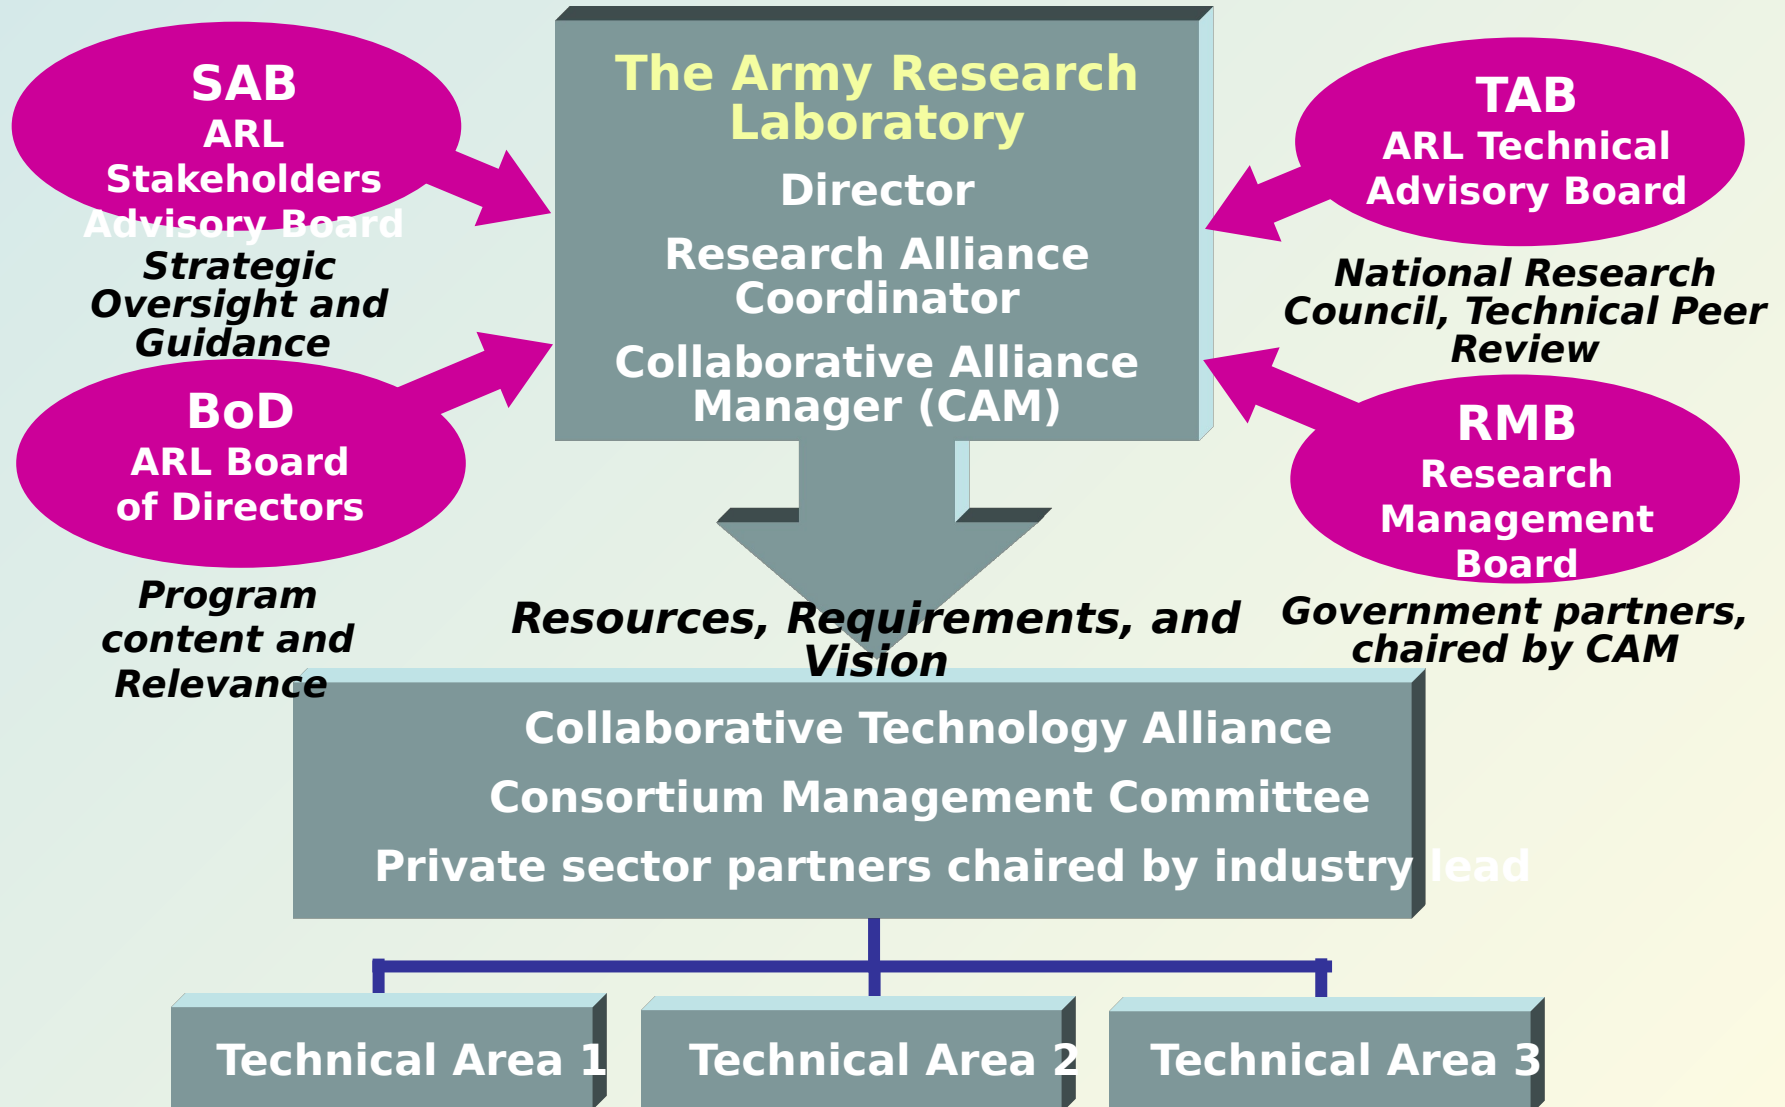 SAB
ARL
Stakeholders
Advisory Board
Strategic
Oversight and
Guidance
BoD
ARL Board
of Directors
Program
content and
Relevance
The Army Research
Laboratory
Director
Research Alliance
Coordinator
Collaborative Alliance
Manager (CAM)
TAB
ARL Technical
Advisory Board
National Research
Council, Technical Peer
Review
RMB
Research
Management
Board
Government partners,
chaired by CAM
Resources, Requirements, and
Vision
Collaborative Technology Alliance
Consortium Management Committee
Private sector partners chaired by industry lead
Technical Area 1
Technical Area 2
Technical Area 3